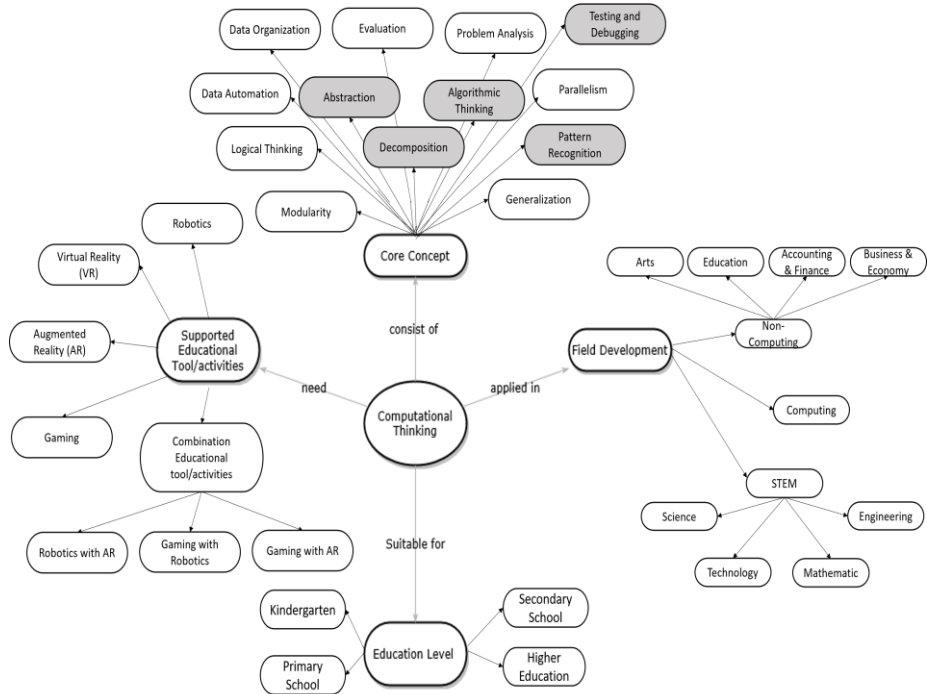 Testing and
Debugging
Data Organization
Evaluation
Problem Analysis
Data Automation
Abstraction
Algorithmic
Thinking
Parallelism
Logical Thinking
Decomposition
Pattern
Recognition
Modularity
Generalization
Core Concept
Robotics
Virtual Reality
(VR)
Augmented
Reality (AR)
Supported
Educational
Tool/activities
Gaming
Combination
Educational
tool/activities
Robotics with AR
Gaming with
Robotics
Gaming with AR
consist of
need
applied in
Computational
Thinking
Suitable for
Arts
Education
Accounting
& Finance
Business &
Economy
Non-
Computing
Field Development
Computing
STEM
Science
Engineering
Technology
Mathematic
Kindergarten
Secondary
School
Education Level
Primary
School
Higher
Education